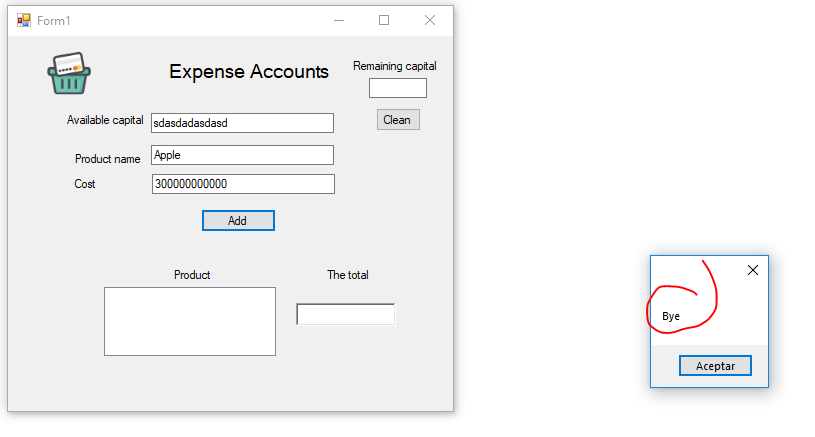 Form1
Expense Accounts
Remaining capital
Available capital sdasdadasdasd
Clean
Product name Apple
Cost 300000000000
Add
Product The total
Bye
Aceptar